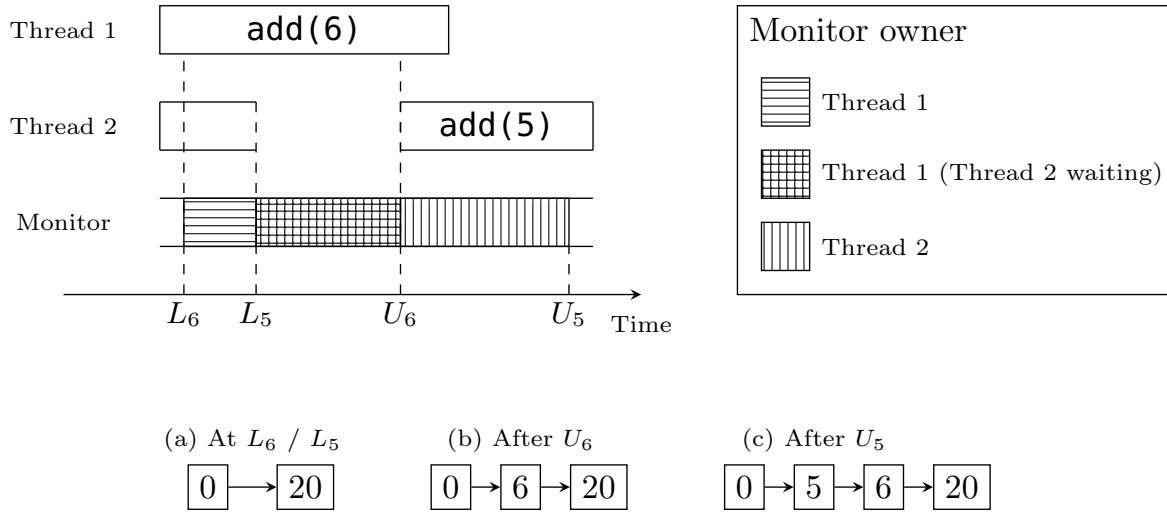 Thread 1
add(6)
Thread 2
add(5)
Monitor
L6 L5 U6 U5
Time
Monitor owner
Thread 1
Thread 1 (Thread 2 waiting)
Thread 2
(a) At L6 / L5
0 20
(b) After U6
0 6 20
(c) After U5
0 5 6 20